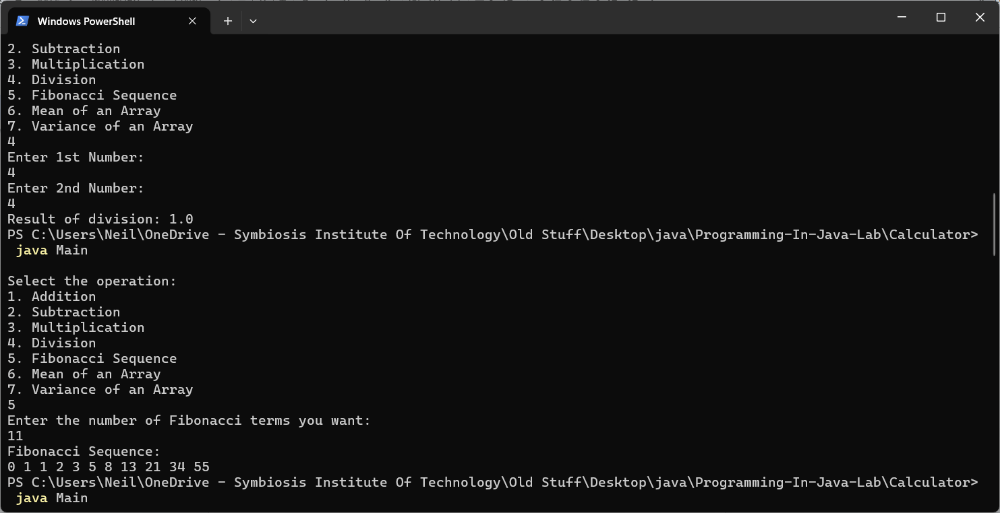 Windows PowerShell
2. Subtraction
3. Multiplication
4. Division
5. Fibonacci Sequence
6. Mean of an Array
7. Variance of an Array
4
Enter 1st Number:
4
Enter 2nd Number:
4
Result of division: 1.0
PS C:\Users\Neil\OneDrive - Symbiosis Institute Of Technology\Old Stuff\Desktop\java\Programming-In-Java-Lab\Calculator>
java Main
Select the operation:
1. Addition
2. Subtraction
3. Multiplication
4. Division
5. Fibonacci Sequence
6. Mean of an Array
7. Variance of an Array
5
Enter the number of Fibonacci terms you want:
11
Fibonacci Sequence:
0 1 1 2 3 5 8 13 21 34 55
PS C:\Users\Neil\OneDrive - Symbiosis Institute Of Technology\Old Stuff\Desktop\java\Programming-In-Java-Lab\Calculator>
java Main